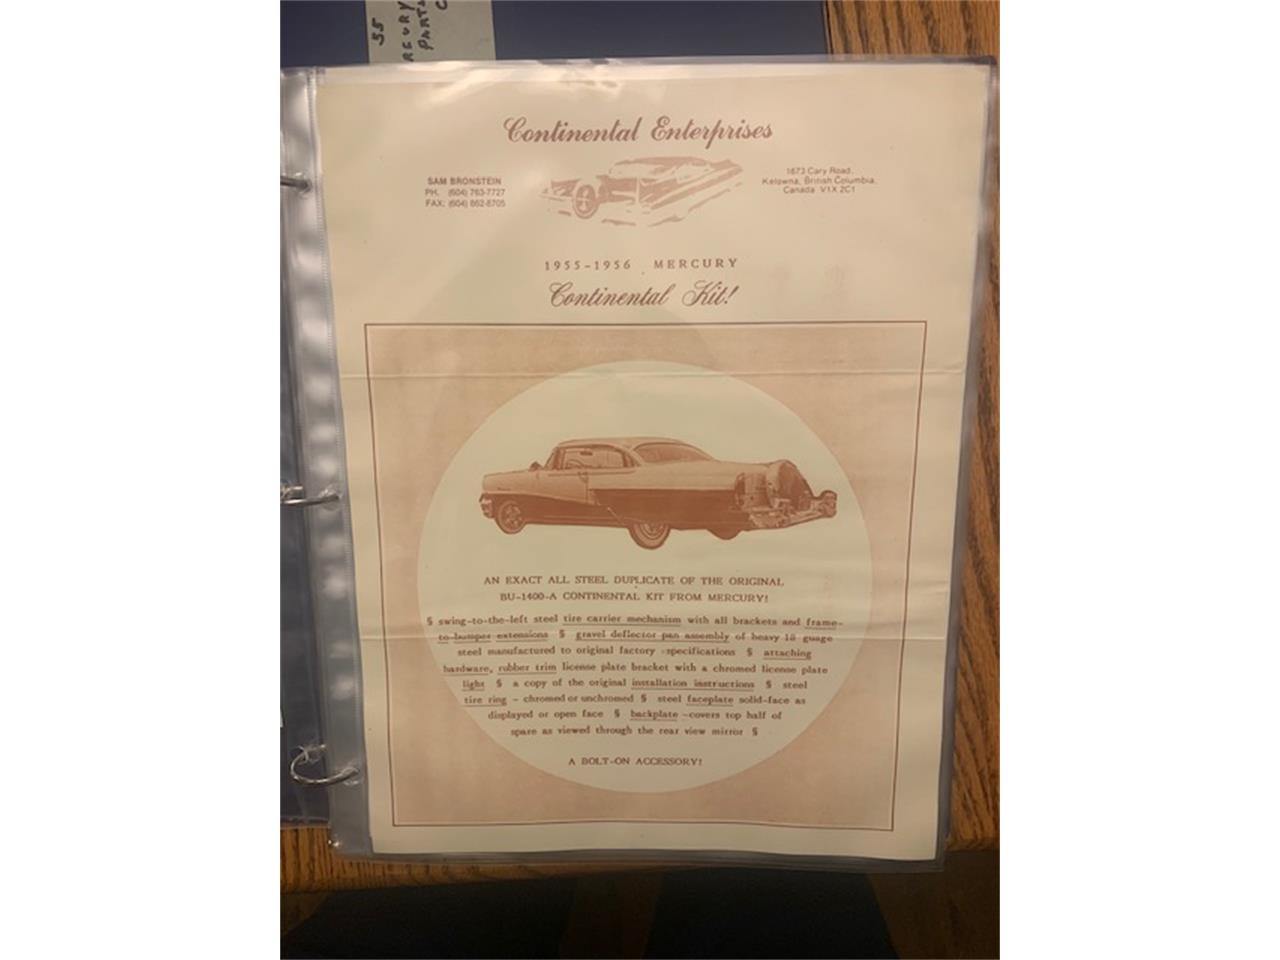 55
PARTS
Continental Enterprises
SAM BRONSTEIN
PH. (604) 763-7727
FAX: (604) 862-8705
1673 Cary Road,
Kelowna, British Columbia,
Canada V1X 2C1
1955-1956 MERCURY
Continental Kit!
AN EXACT ALL STEEL DUPLICATE OF THE ORIGINAL
BU-1400-A CONTINENTAL KIT FROM MERCURY!
§ swing-to-the-left steel tire carrier mechanism with all brackets and frame-
to-bumper extensions § gravel deflector pan assembly of heavy 18 guage
steel manufactured to original factory specifications § attaching
hardware, rubber trim license plate bracket with a chromed license plate
light § a copy of the original installation instructions § steel
tire ring - chromed or unchromed § steel faceplate solid-face as
displayed or open face § backplate -covers top half of
spare as viewed through the rear view mirror §
A BOLT-ON ACCESSORY!